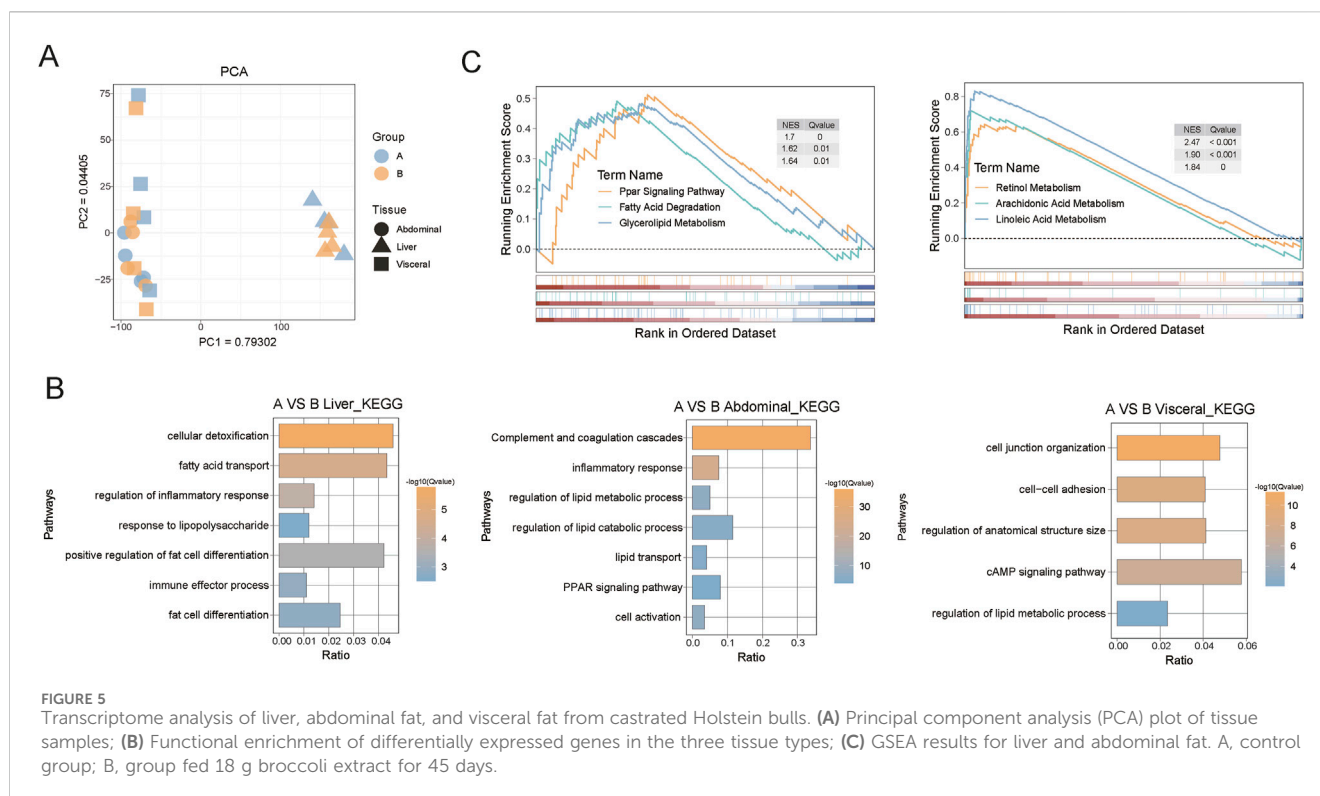 A
PCA
75
50
25
0
−25
−100
0
100
PC2 = 0.04405
PC1 = 0.79302
Group
A
B
Tissue
Abdominal
Liver
Visceral
C
0.5
0.4
0.3
0.2
0.1
0.0
Running Enrichment Score
NES Qvalue
1.7 0
1.62 0.01
1.64 0.01
Term Name
Ppar Signaling Pathway
Fatty Acid Degradation
Glycerolipid Metabolism
Rank in Ordered Dataset
0.8
0.6
0.4
0.2
0.0
Running Enrichment Score
NES Qvalue
2.47 < 0.001
1.90 < 0.001
1.84 0
Term Name
Retinol Metabolism
Arachidonic Acid Metabolism
Linoleic Acid Metabolism
Rank in Ordered Dataset
B
A VS B Liver_KEGG
Pathways
cellular detoxification
fatty acid transport
regulation of inflammatory response
response to lipopolysaccharide
positive regulation of fat cell differentiation
immune effector process
fat cell differentiation
0.00 0.01 0.02 0.03 0.04
Ratio
-log10(Qvalue)
5
4
3
A VS B Abdominal_KEGG
Pathways
Complement and coagulation cascades
inflammatory response
regulation of lipid metabolic process
regulation of lipid catabolic process
lipid transport
PPAR signaling pathway
cell activation
0.0 0.1 0.2 0.3
Ratio
-log10(Qvalue)
30
20
10
A VS B Visceral_KEGG
Pathways
cell junction organization
cell-cell adhesion
regulation of anatomical structure size
cAMP signaling pathway
regulation of lipid metabolic process
0.00 0.02 0.04 0.06
Ratio
-log10(Qvalue)
10
8
6
4
FIGURE 5
Transcriptome analysis of liver, abdominal fat, and visceral fat from castrated Holstein bulls. (A) Principal component analysis (PCA) plot of tissue
samples; (B) Functional enrichment of differentially expressed genes in the three tissue types; (C) GSEA results for liver and abdominal fat. A, control
group; B, group fed 18 g broccoli extract for 45 days.